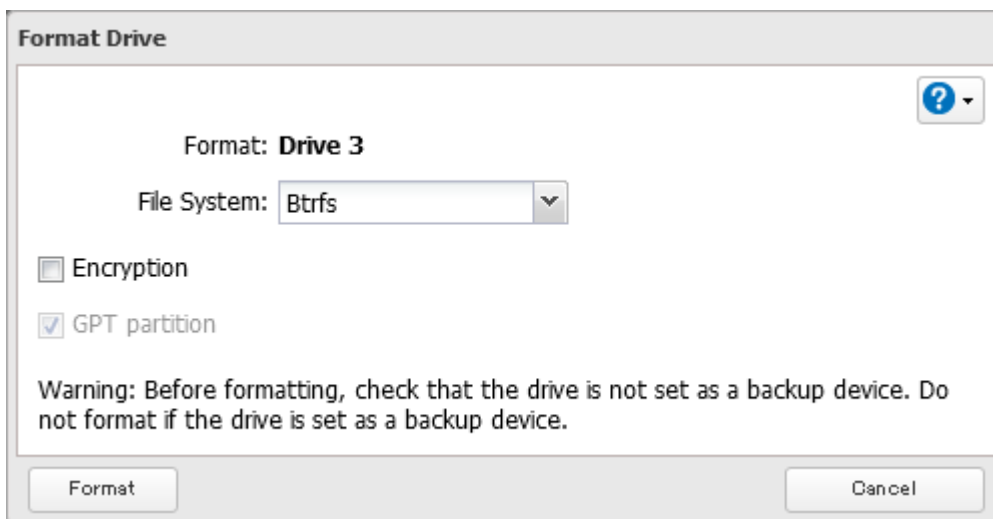 Format Drive
?
Format: Drive 3
File System: Btrfs
Encryption
GPT partition
Warning: Before formatting, check that the drive is not set as a backup device. Do
not format if the drive is set as a backup device.
Format Cancel